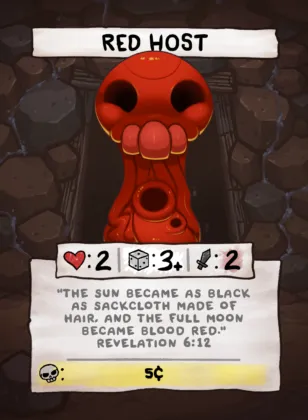 RED HOST
:2 :3+ :2
"THE SUN BECAME AS BLACK
AS SACKCLOTH MADE OF
HAIR, AND THE FULL MOON
BECAME BLOOD RED."
REVELATION 6:12
: 5¢